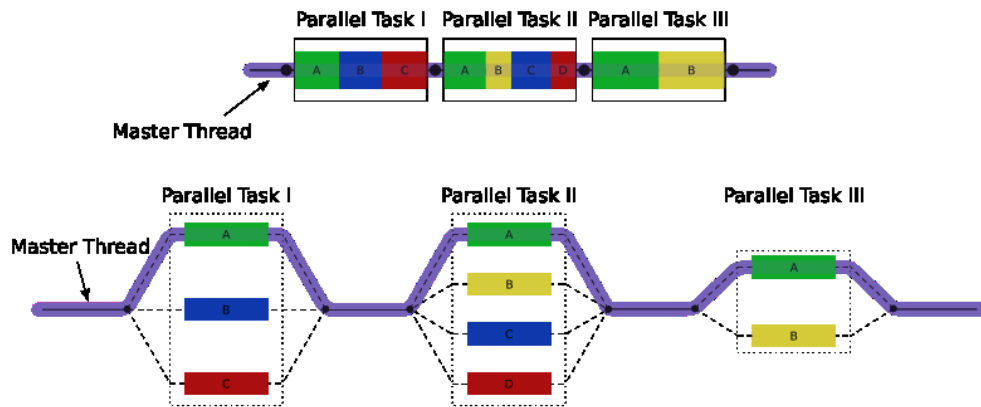 Parallel Task I Parallel Task II Parallel Task III
A B C A B C D A B
Master Thread
Parallel Task I Parallel Task II Parallel Task III
A A
Master Thread
A
B
B
C
B
C D